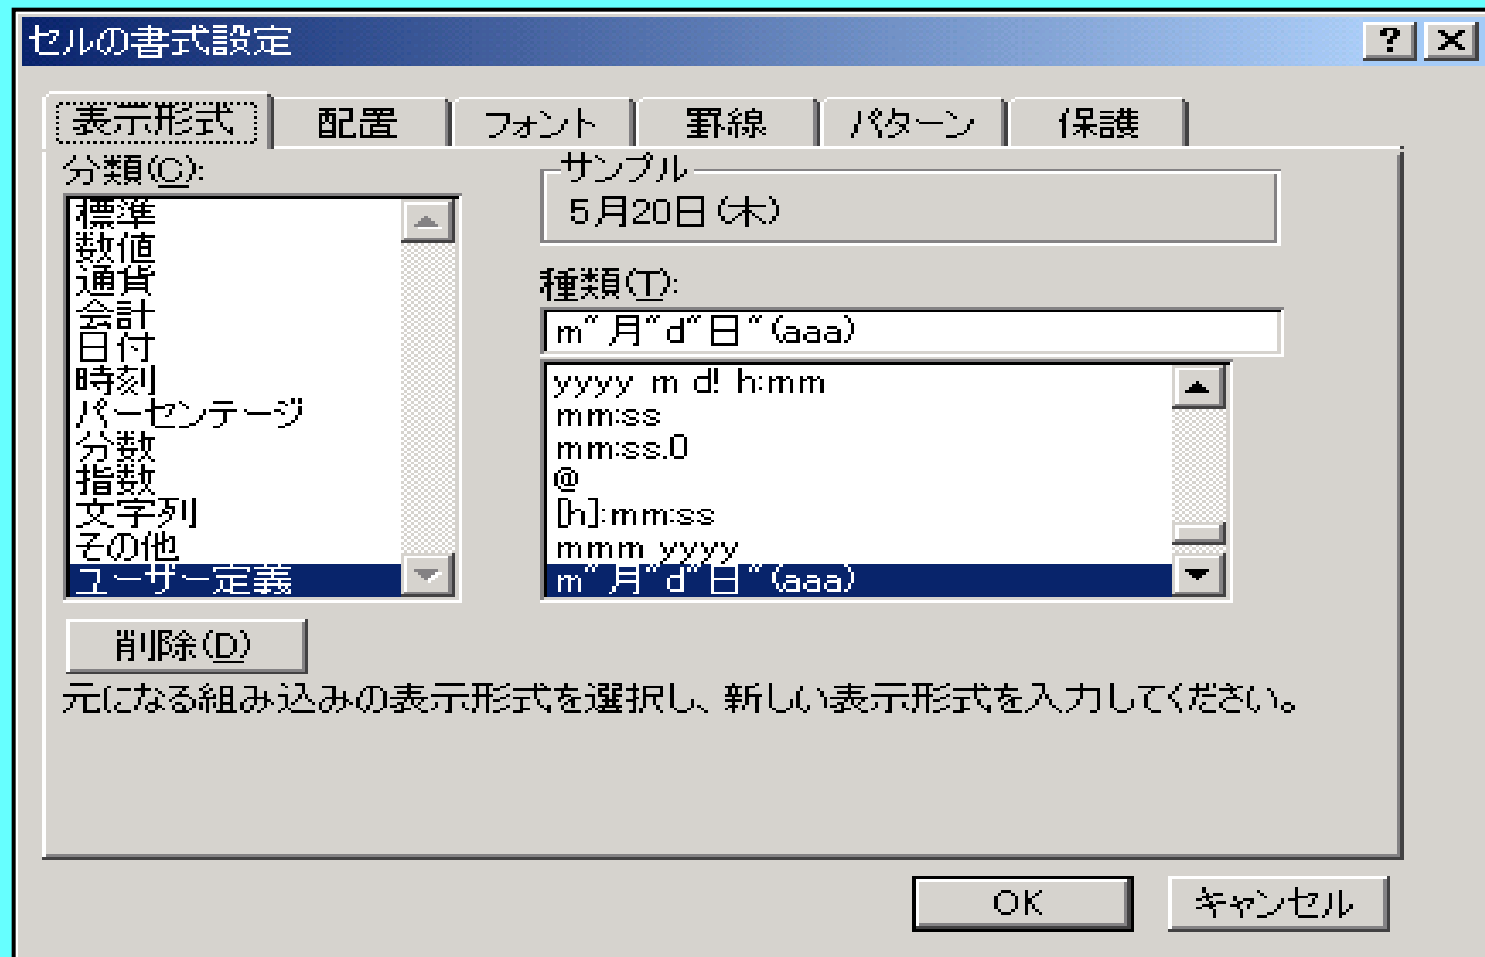 セルの書式設定
表示形式 配置 フォント 罫線 パターン 保護
分類(C):
標準
数値
通貨
会計
日付
時刻
パーセンテージ
分数
指数
文字列
その他
ユーザー定義
削除(D)
サンプル
5月20日(木)
種類(T):
m"月"d"日"(aaa)
yyyy m d! h:mm
mm:ss
mm:ss.0
@
[h]:mm:ss
mmm yyyy
m"月"d"日"(aaa)
元になる組み込みの表示形式を選択し、新しい表示形式を入力してください。
OK キャンセル